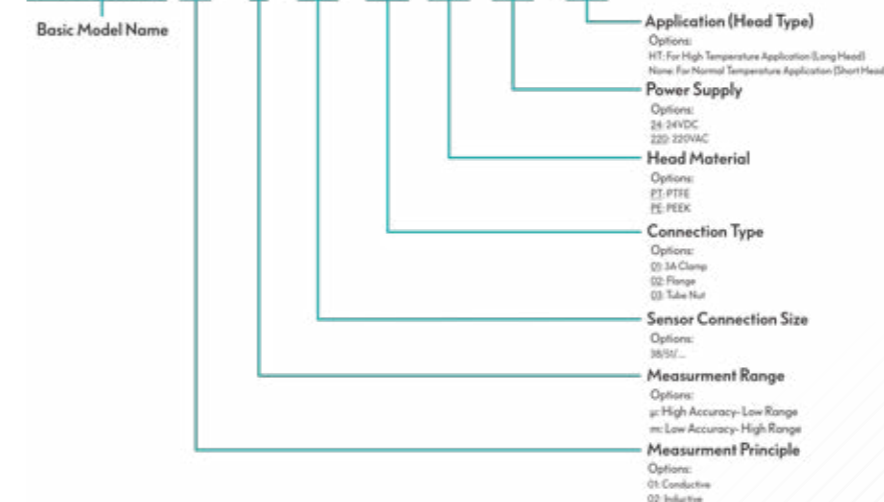 Basic Model Name
Application (Head Type)
Options:
HT: For High Temperature Application (Long Head)
None: For Normal Temperature Application (Short Head
Power Supply
Options:
24: 24VDC
220: 220VAC
Head Material
Options:
PT: PTFE
PE: PEEK
Connection Type
Options:
01: 3A Clamp
02: Flange
03: Tube Nut
Sensor Connection Size
Options:
38/51/...
Measurment Range
Options:
µ: High Accuracy- Low Range
m: Low Accuracy- High Range
Measurment Principle
Options:
01: Conductive
02: Inductive